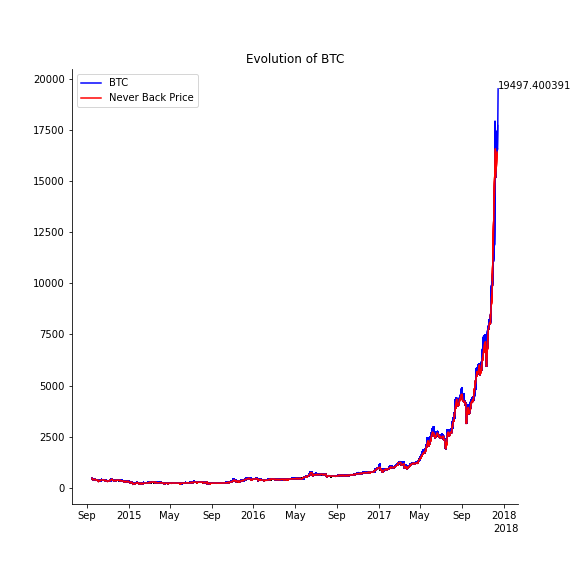 Evolution of BTC
BTC
Never Back Price
19497.400391
20000
17500
15000
12500
10000
7500
5000
2500
0
Sep 2015 May Sep 2016 May Sep 2017 May Sep 2018
2018